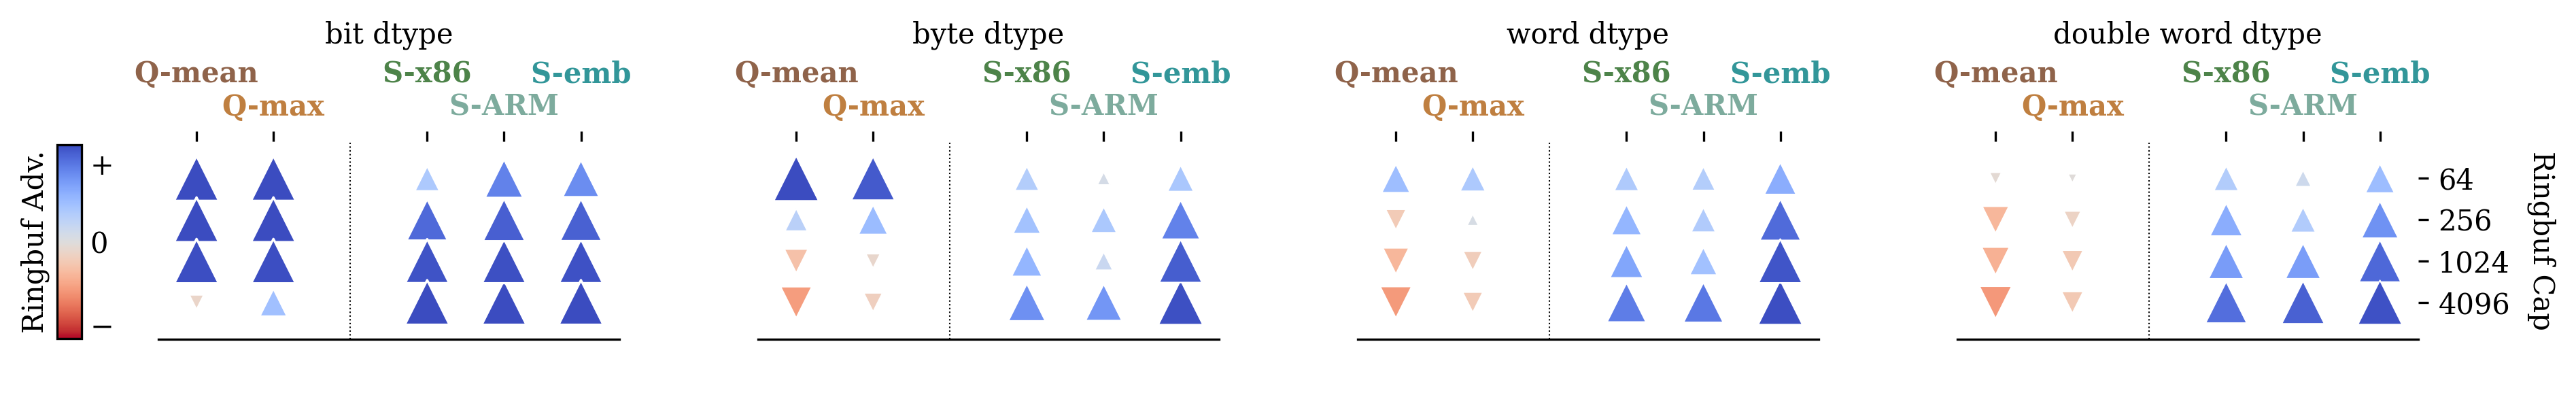 bit dtype
byte dtype
word dtype
double word dtype
Q-mean
S-x86
S-emb
Q-mean
S-x86
S-emb
Q-mean
S-x86
S-emb
Q-mean
S-x86
S-emb
Q-max
S-ARM
Q-max
S-ARM
Q-max
S-ARM
Q-max
S-ARM
Ringbuf Adv.
+
0
−
64
256
1024
4096
Ringbuf Cap